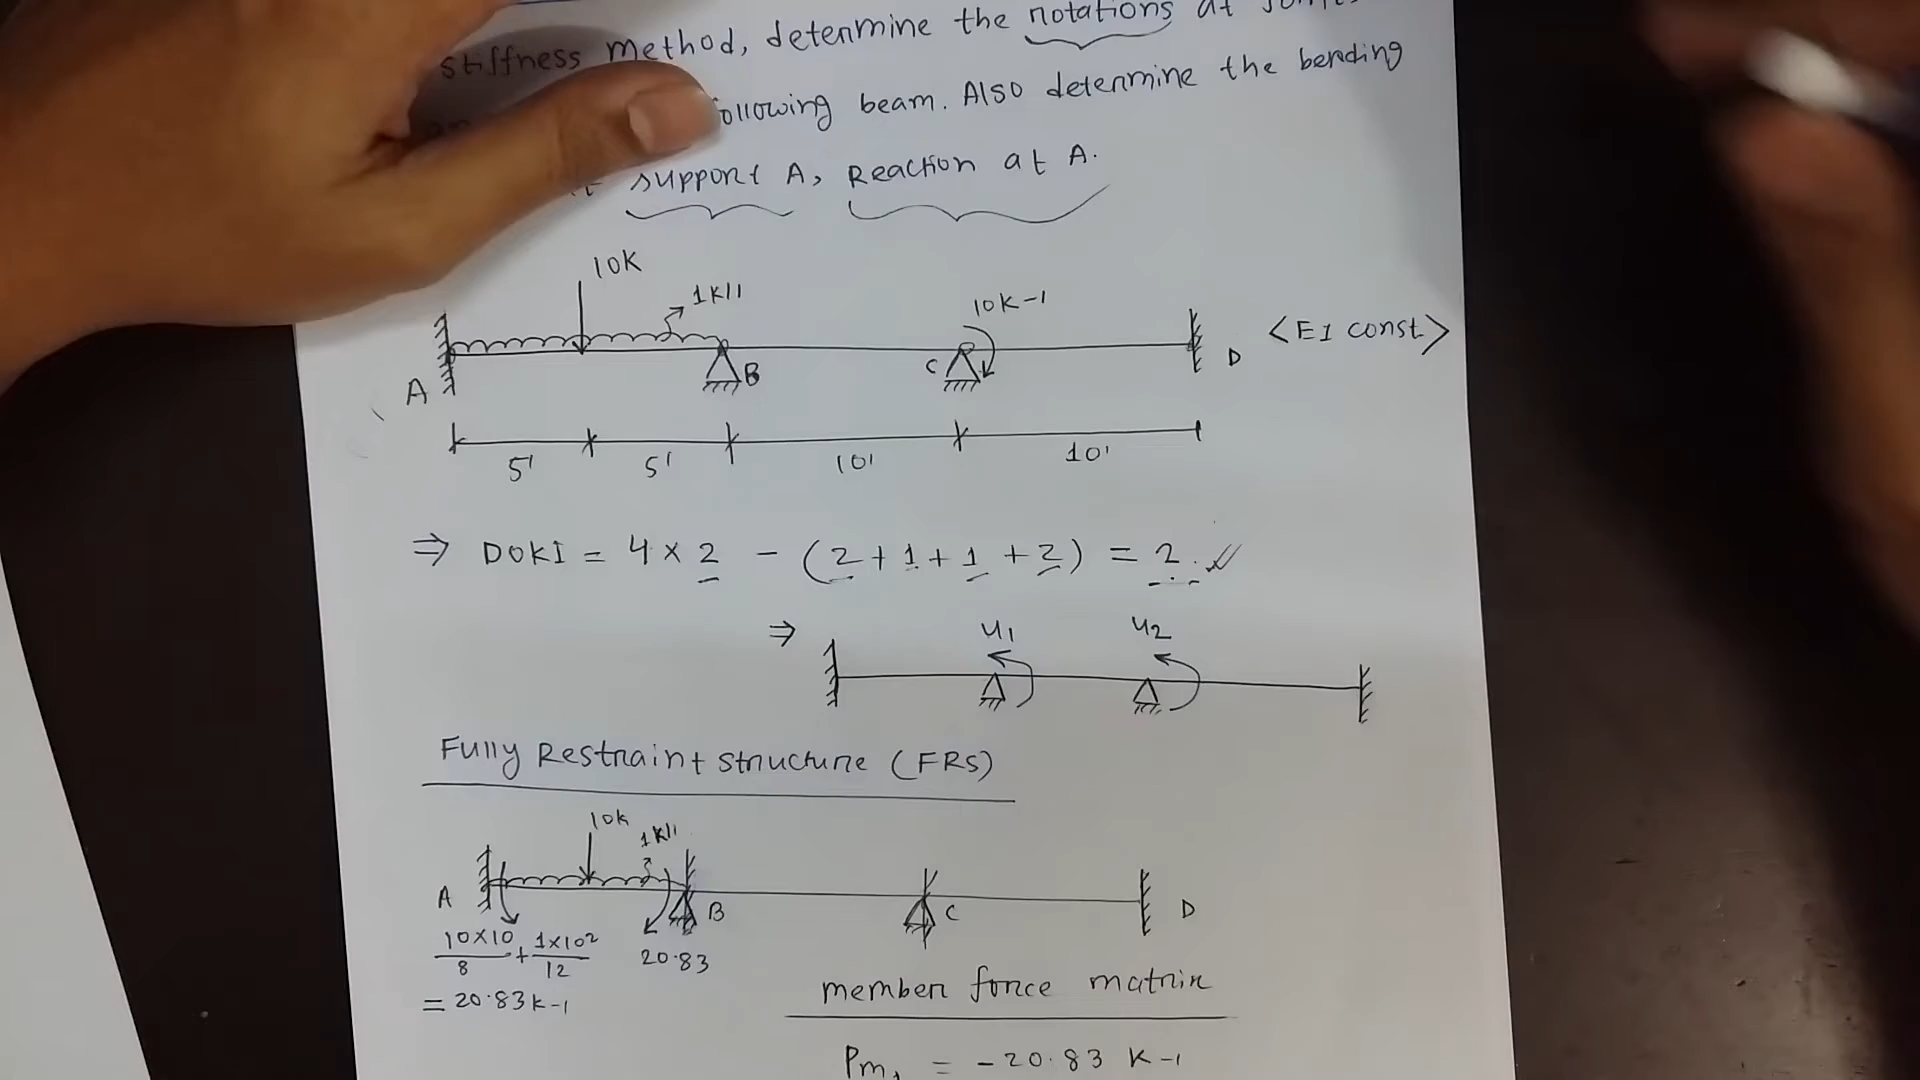 stiffness method, determine the rotations at
following beam. Also determine the bending
support A, Reaction at A.
10K
1K/1
10K-1
A
B
C
D
<EI const>
5'
5'
10'
10'
⇒ DOKI = 4 × 2 - (2+1+1+2) = 2.
⇒
u1
u2
Fully Restraint structure (FRS)
10K
1K/1
A
B
C
D
10×10/8 + 1×10²/12
20.83
= 20.83K-1
member force matrix
Pm1 = -20.83 K-1